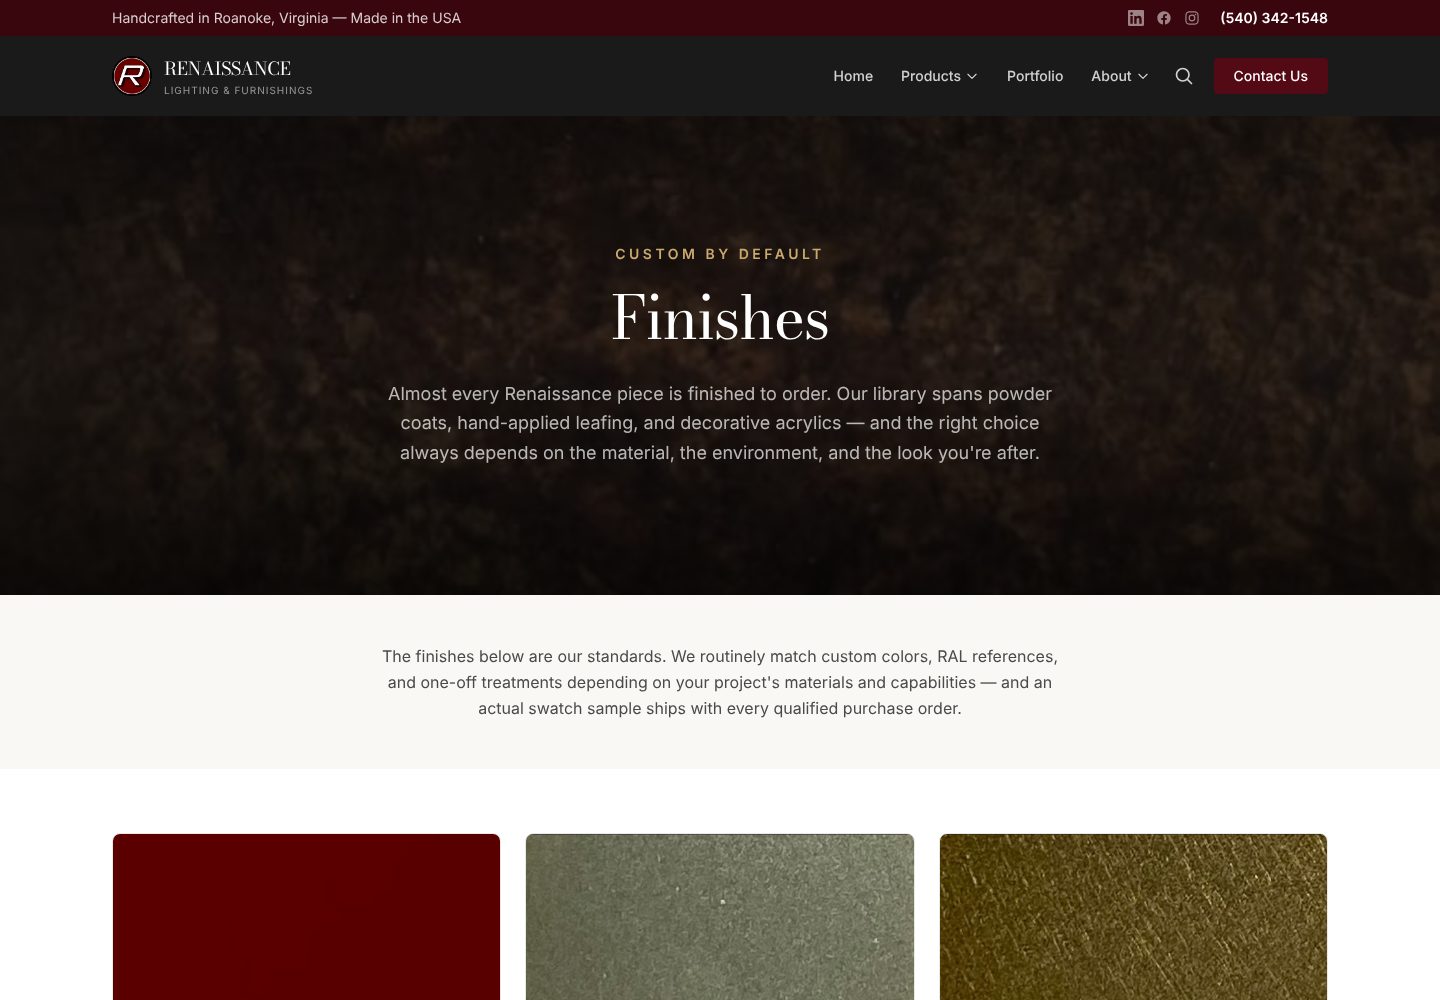 Handcrafted in Roanoke, Virginia — Made in the USA
(540) 342-1548
RENAISSANCE
LIGHTING & FURNISHINGS
Home
Products
Portfolio
About
Contact Us
CUSTOM BY DEFAULT
Finishes
Almost every Renaissance piece is finished to order. Our library spans powder
coats, hand-applied leafing, and decorative acrylics — and the right choice
always depends on the material, the environment, and the look you're after.
The finishes below are our standards. We routinely match custom colors, RAL references,
and one-off treatments depending on your project's materials and capabilities — and an
actual swatch sample ships with every qualified purchase order.